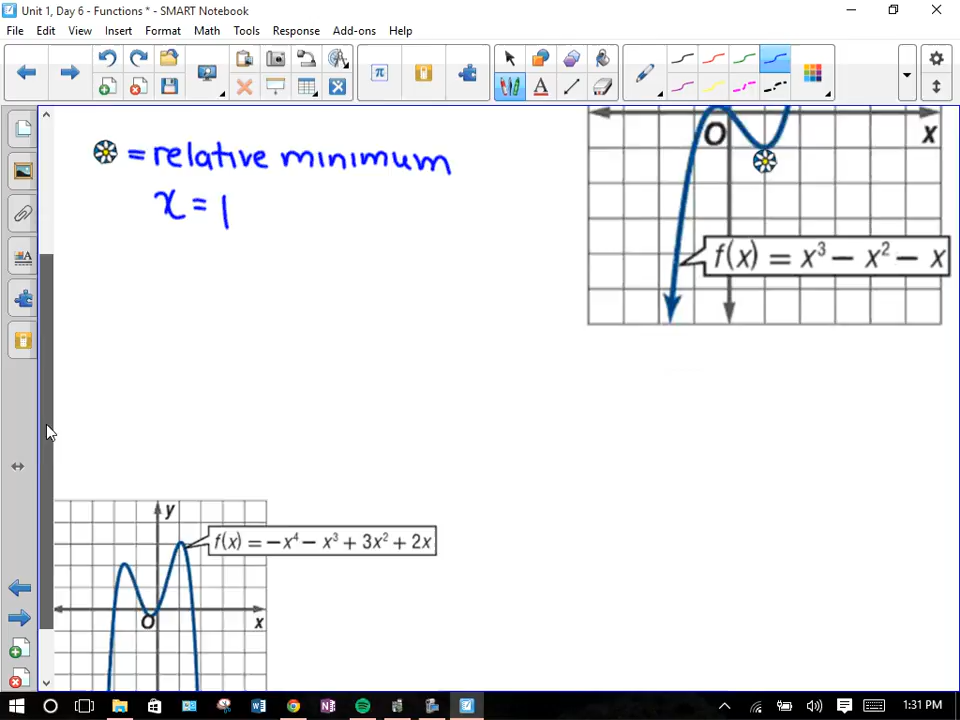 Unit 1, Day 6 - Functions * - SMART Notebook
File Edit View Insert Format Math Tools Response Add-ons Help
= relative minimum
x = 1
O x
f(x) = x³ − x² − x
y
f(x) = −x⁴ − x³ + 3x² + 2x
O x
1:31 PM